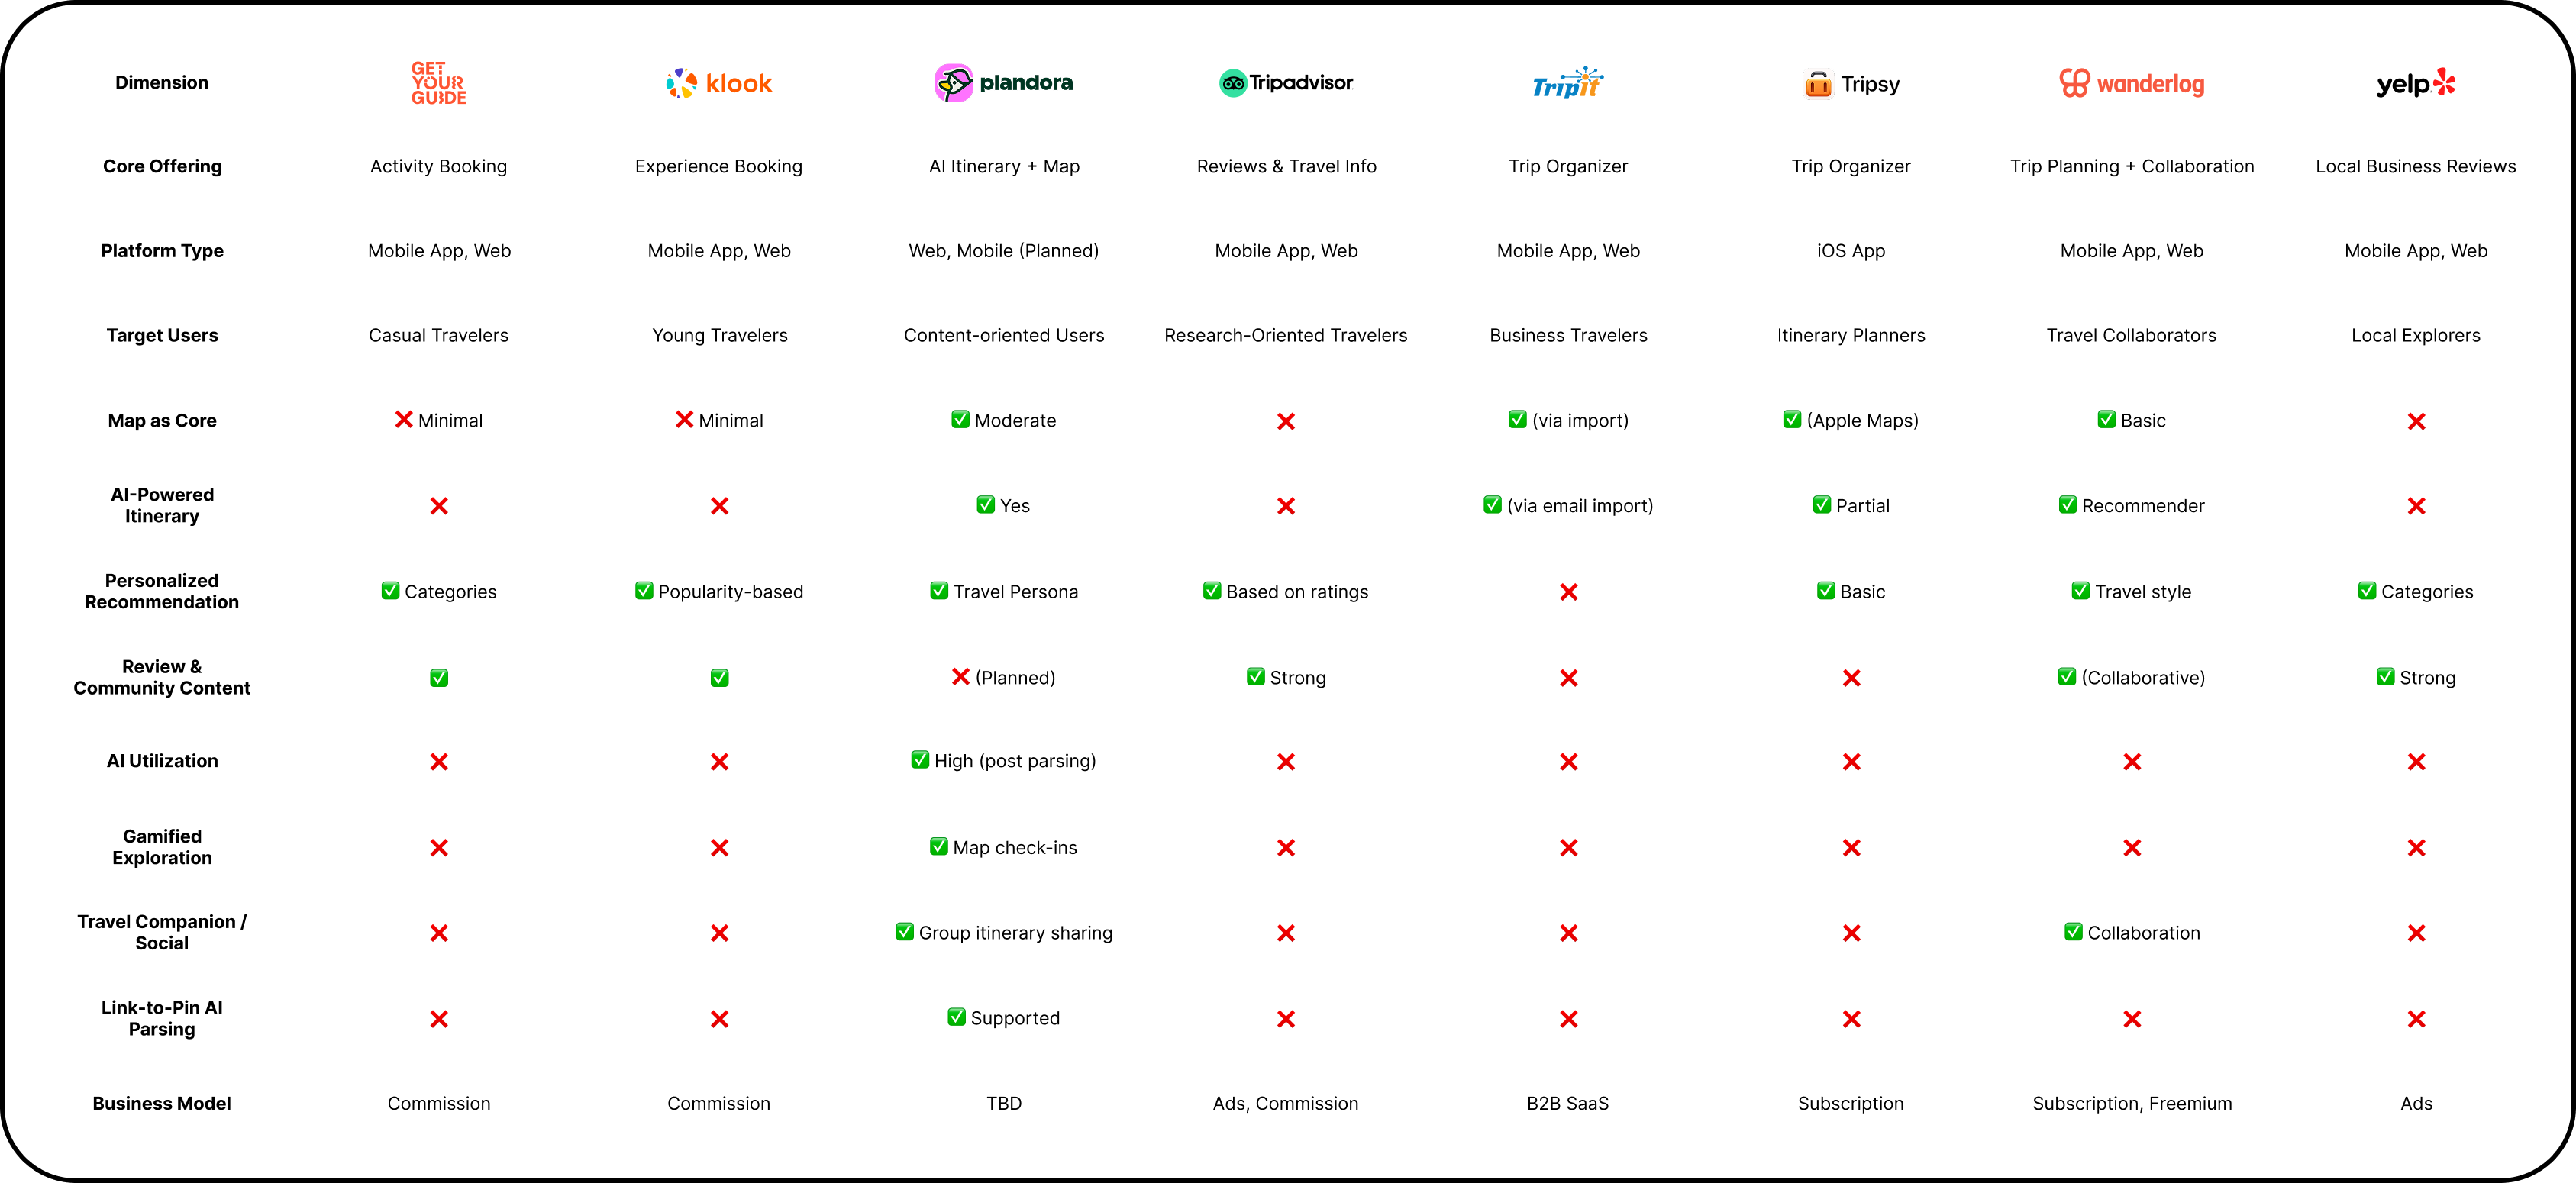 Dimension GET YOUR GUIDE klook plandora Tripadvisor TripIt Tripsy wanderlog yelp
Core Offering Activity Booking Experience Booking AI Itinerary + Map Reviews & Travel Info Trip Organizer Trip Organizer Trip Planning + Collaboration Local Business Reviews
Platform Type Mobile App, Web Mobile App, Web Web, Mobile (Planned) Mobile App, Web Mobile App, Web iOS App Mobile App, Web Mobile App, Web
Target Users Casual Travelers Young Travelers Content-oriented Users Research-Oriented Travelers Business Travelers Itinerary Planners Travel Collaborators Local Explorers
Map as Core ❌ Minimal ❌ Minimal ✅ Moderate ❌ ✅ (via import) ✅ (Apple Maps) ✅ Basic ❌
AI-Powered Itinerary ❌ ❌ ✅ Yes ❌ ✅ (via email import) ✅ Partial ✅ Recommender ❌
Personalized Recommendation ✅ Categories ✅ Popularity-based ✅ Travel Persona ✅ Based on ratings ❌ ✅ Basic ✅ Travel style ✅ Categories
Review & Community Content ✅ ✅ ❌ (Planned) ✅ Strong ❌ ❌ ✅ (Collaborative) ✅ Strong
AI Utilization ❌ ❌ ✅ High (post parsing) ❌ ❌ ❌ ❌ ❌
Gamified Exploration ❌ ❌ ✅ Map check-ins ❌ ❌ ❌ ❌ ❌
Travel Companion / Social ❌ ❌ ✅ Group itinerary sharing ❌ ❌ ❌ ✅ Collaboration ❌
Link-to-Pin AI Parsing ❌ ❌ ✅ Supported ❌ ❌ ❌ ❌ ❌
Business Model Commission Commission TBD Ads, Commission B2B SaaS Subscription Subscription, Freemium Ads